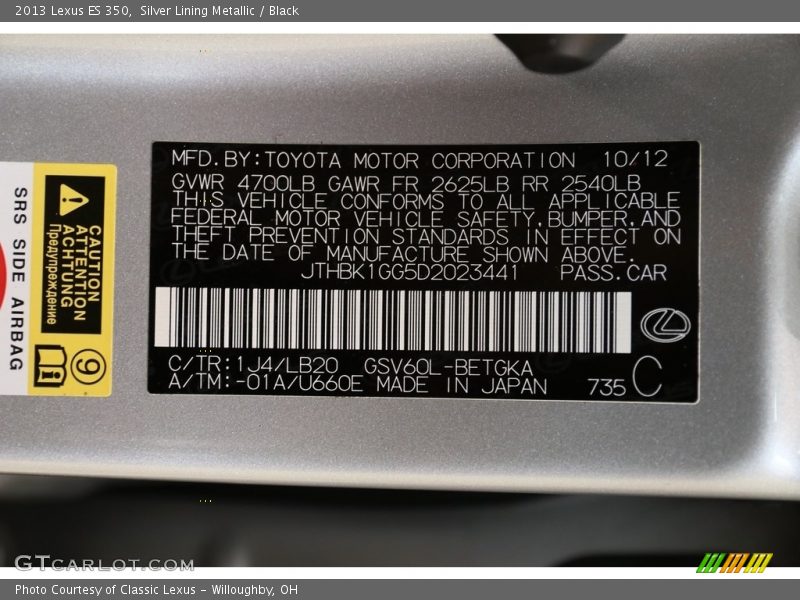 2013 Lexus ES 350,  Silver Lining Metallic / Black
MFD.BY:TOYOTA MOTOR CORPORATION 10/12
GVWR 4700LB GAWR FR 2625LB RR 2540LB
THIS VEHICLE CONFORMS TO ALL APPLICABLE
FEDERAL MOTOR VEHICLE SAFETY,BUMPER,AND
THEFT PREVENTION STANDARDS IN EFFECT ON
THE DATE OF MANUFACTURE SHOWN ABOVE.
JTHBK1GG5D2023441 PASS.CAR
C/TR:1J4/LB20 GSV60L-BETGKA
A/TM:-01A/U660E MADE IN JAPAN 735 C
CAUTION
ATTENTION
ACHTUNG
Предупреждение
9
i
SRS SIDE AIRBAG
GTCARLOT.COM
Photo Courtesy of Classic Lexus - Willoughby, OH